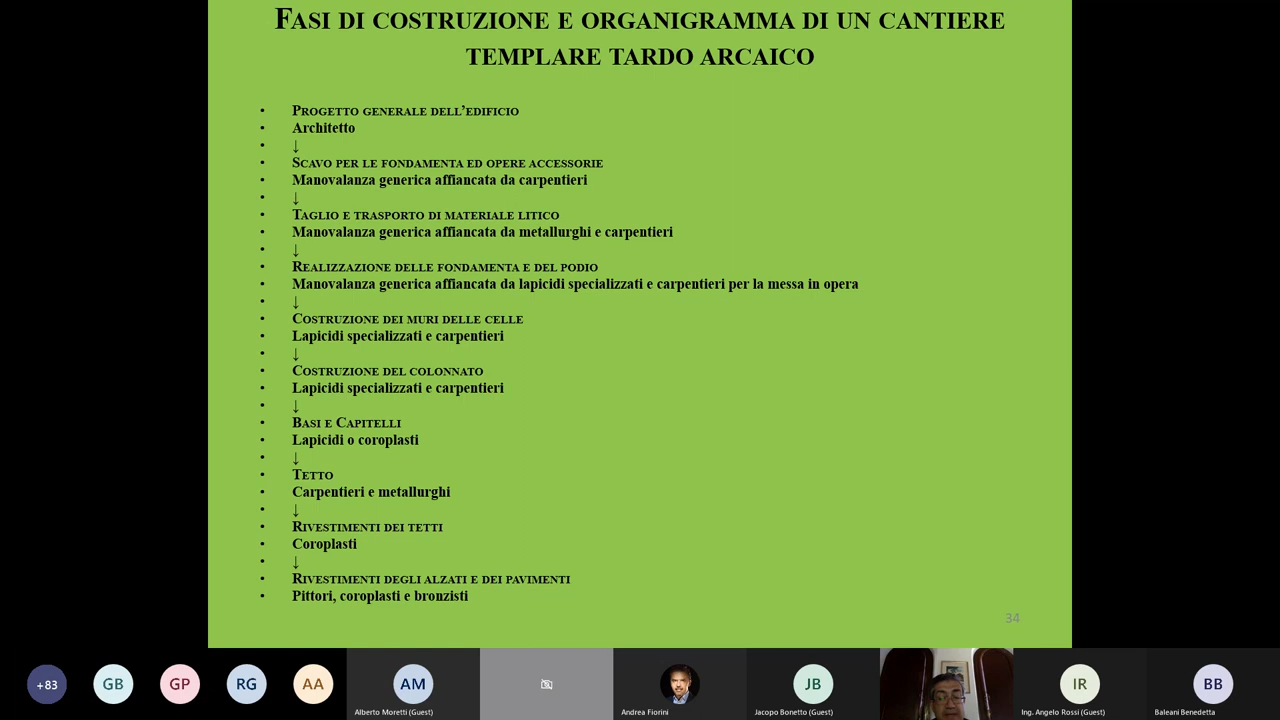 Fasi di costruzione e organigramma di un cantiere
templare tardo arcaico
• Progetto generale dell’edificio
• Architetto
• ↓
• Scavo per le fondamenta ed opere accessorie
• Manovalanza generica affiancata da carpentieri
• ↓
• Taglio e trasporto di materiale litico
• Manovalanza generica affiancata da metallurghi e carpentieri
• ↓
• Realizzazione delle fondamenta e del podio
• Manovalanza generica affiancata da lapicidi specializzati e carpentieri per la messa in opera
• ↓
• Costruzione dei muri delle celle
• Lapicidi specializzati e carpentieri
• ↓
• Costruzione del colonnato
• Lapicidi specializzati e carpentieri
• ↓
• Basi e Capitelli
• Lapicidi o coroplasti
• ↓
• Tetto
• Carpentieri e metallurghi
• ↓
• Rivestimenti dei tetti
• Coroplasti
• ↓
• Rivestimenti degli alzati e dei pavimenti
• Pittori, coroplasti e bronzisti
34
+83
GB
GP
RG
AA
AM
Alberto Moretti (Guest)
Andrea Fiorini
JB
Jacopo Bonetto (Guest)
IR
Ing. Angelo Rossi (Guest)
BB
Baleani Benedetta